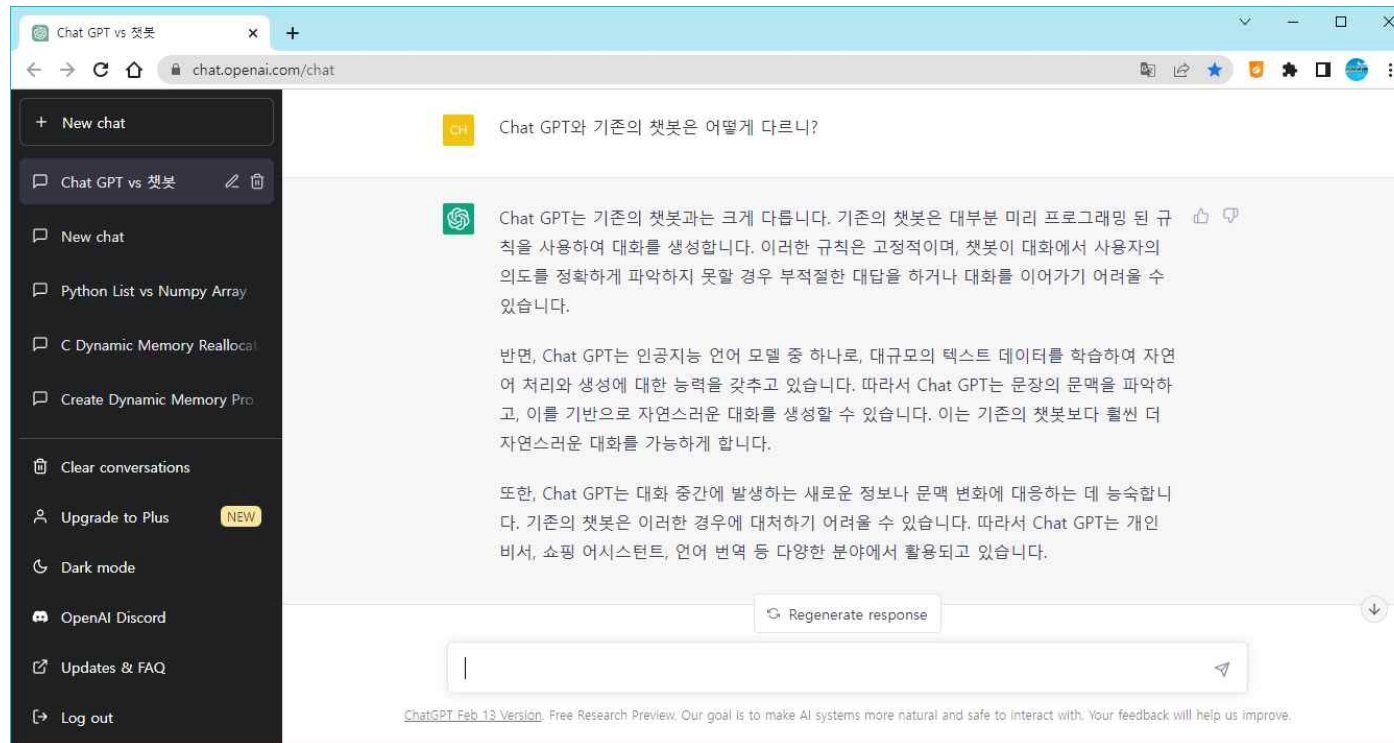 Chat GPT vs 챗봇
chat.openai.com/chat
New chat
Chat GPT vs 챗봇
New chat
Python List vs Numpy Array
C Dynamic Memory Reallocat
Create Dynamic Memory Pro
Clear conversations
Upgrade to Plus NEW
Dark mode
OpenAI Discord
Updates & FAQ
Log out
CH Chat GPT와 기존의 챗봇은 어떻게 다르니?
Chat GPT는 기존의 챗봇과는 크게 다릅니다. 기존의 챗봇은 대부분 미리 프로그래밍 된 규
칙을 사용하여 대화를 생성합니다. 이러한 규칙은 고정적이며, 챗봇이 대화에서 사용자의
의도를 정확하게 파악하지 못할 경우 부적절한 대답을 하거나 대화를 이어가기 어려울 수
있습니다.
반면, Chat GPT는 인공지능 언어 모델 중 하나로, 대규모의 텍스트 데이터를 학습하여 자연
어 처리와 생성에 대한 능력을 갖추고 있습니다. 따라서 Chat GPT는 문장의 문맥을 파악하
고, 이를 기반으로 자연스러운 대화를 생성할 수 있습니다. 이는 기존의 챗봇보다 훨씬 더
자연스러운 대화를 가능하게 합니다.
또한, Chat GPT는 대화 중간에 발생하는 새로운 정보나 문맥 변화에 대응하는 데 능숙합니
다. 기존의 챗봇은 이러한 경우에 대처하기 어려울 수 있습니다. 따라서 Chat GPT는 개인
비서, 쇼핑 어시스턴트, 언어 번역 등 다양한 분야에서 활용되고 있습니다.
Regenerate response
ChatGPT Feb 13 Version. Free Research Preview. Our goal is to make AI systems more natural and safe to interact with. Your feedback will help us improve.